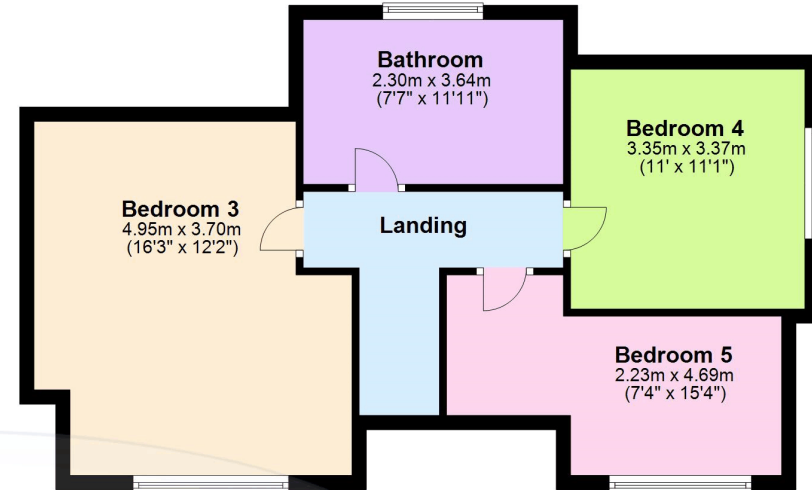 Bathroom
2.30m x 3.64m
(7'7" x 11'11")
Bedroom 4
3.35m x 3.37m
(11' x 11'1")
Bedroom 3
4.95m x 3.70m
(16'3" x 12'2")
Landing
Bedroom 5
2.23m x 4.69m
(7'4" x 15'4")